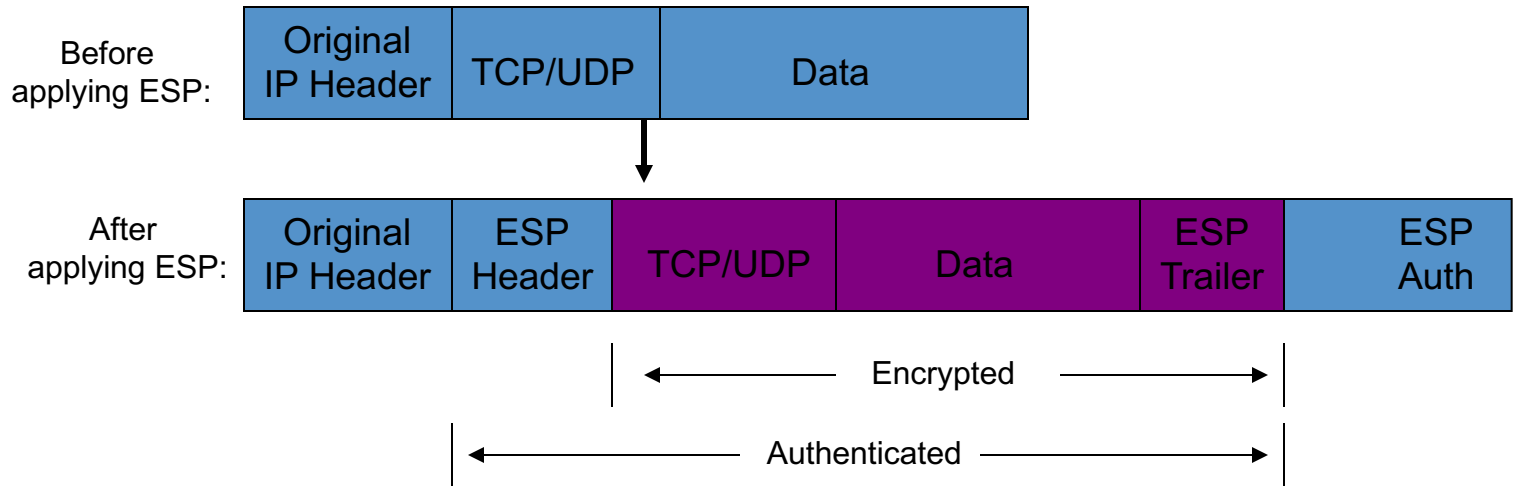 Before
applying ESP:
Original
IP Header
TCP/UDP
Data
After
applying ESP:
Original
IP Header
ESP
Header
TCP/UDP
Data
ESP
Trailer
ESP
Auth
Encrypted
Authenticated